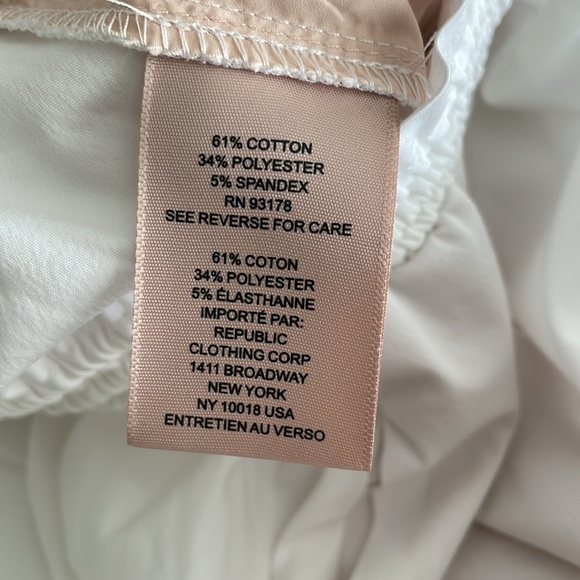 61% COTTON
34% POLYESTER
5% SPANDEX
RN 93178
SEE REVERSE FOR CARE
61% COTON
34% POLYESTER
5% ÉLASTHANNE
IMPORTÉ PAR:
REPUBLIC
CLOTHING CORP
1411 BROADWAY
NEW YORK
NY 10018 USA
ENTRETIEN AU VERSO